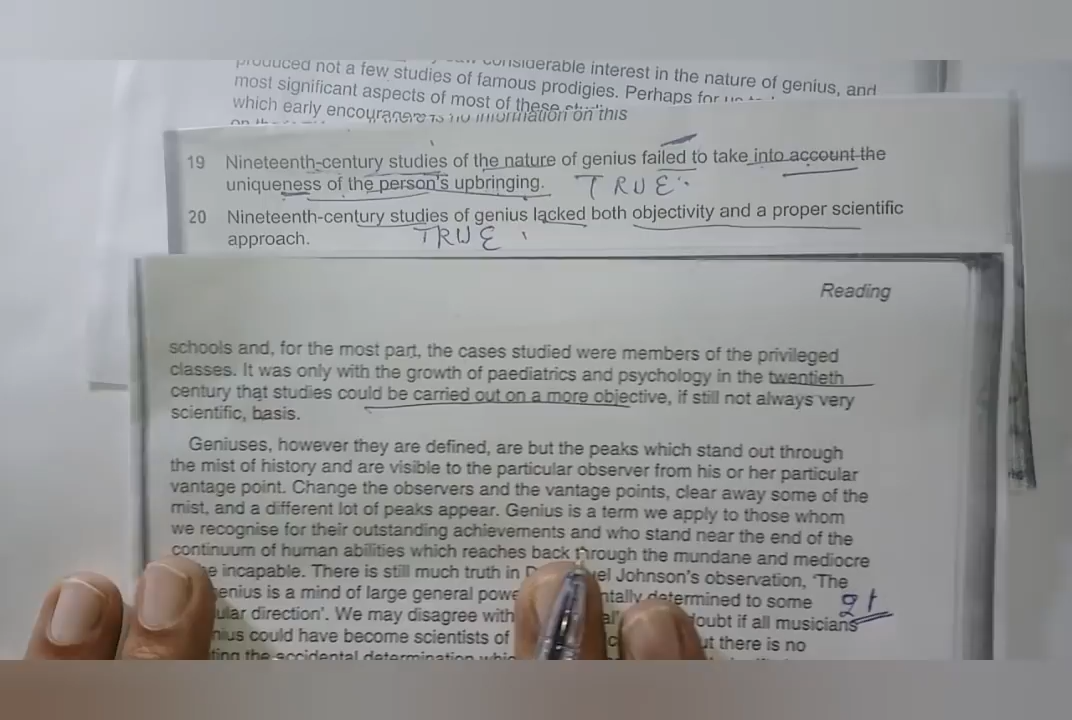 produced not a few studies of famous prodigies. Perhaps for
considerable interest in the nature of genius, and
most significant aspects of most of these
which early
information on this
19 Nineteenth-century studies of the nature of genius failed to take into account the
uniqueness of the person's upbringing. TRUE
20 Nineteenth-century studies of genius lacked both objectivity and a proper scientific
approach. TRUE
Reading
schools and, for the most part, the cases studied were members of the privileged
classes. It was only with the growth of paediatrics and psychology in the twentieth
century that studies could be carried out on a more objective, if still not always very
scientific, basis.
Geniuses, however they are defined, are but the peaks which stand out through
the mist of history and are visible to the particular observer from his or her particular
vantage point. Change the observers and the vantage points, clear away some of the
mist, and a different lot of peaks appear. Genius is a term we apply to those whom
we recognise for their outstanding achievements and who stand near the end of the
continuum of human abilities which reaches back through the mundane and mediocre
incapable. There is still much truth in Johnson's observation, 'The
genius is a mind of large general determined to some 21
direction'. We may disagree with doubt if all musicians
could have become scientists of but there is no
the accidental determination